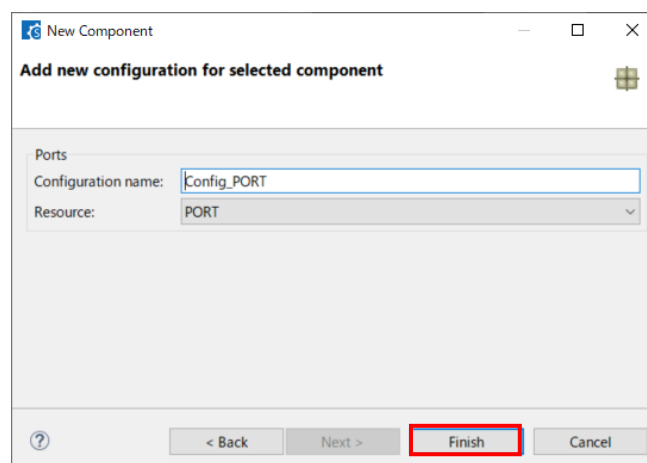 New Component
Add new configuration for selected component
Ports
Configuration name: Config_PORT
Resource: PORT
< Back Next > Finish Cancel